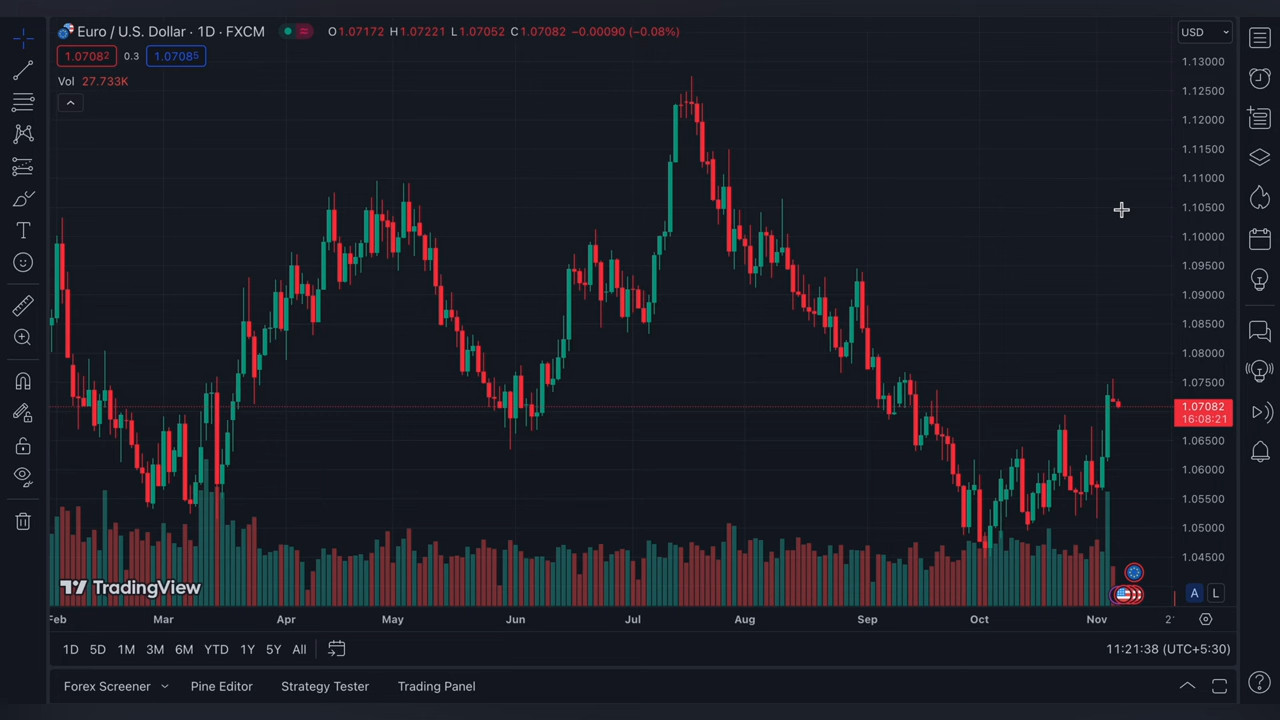 Euro / U.S. Dollar · 1D · FXCM O1.07172 H1.07221 L1.07052 C1.07082 −0.00090 (−0.08%)
USD
1.07082 0.3 1.07085
Vol 27.733K
1.13000
1.12500
1.12000
1.11500
1.11000
1.10500
1.10000
1.09500
1.09000
1.08500
1.08000
1.07500
1.07082
16:08:21
1.06500
1.06000
1.05500
1.05000
1.04500
TradingView
A L
Feb Mar Apr May Jun Jul Aug Sep Oct Nov
1D 5D 1M 3M 6M YTD 1Y 5Y All
11:21:38 (UTC+5:30)
Forex Screener Pine Editor Strategy Tester Trading Panel